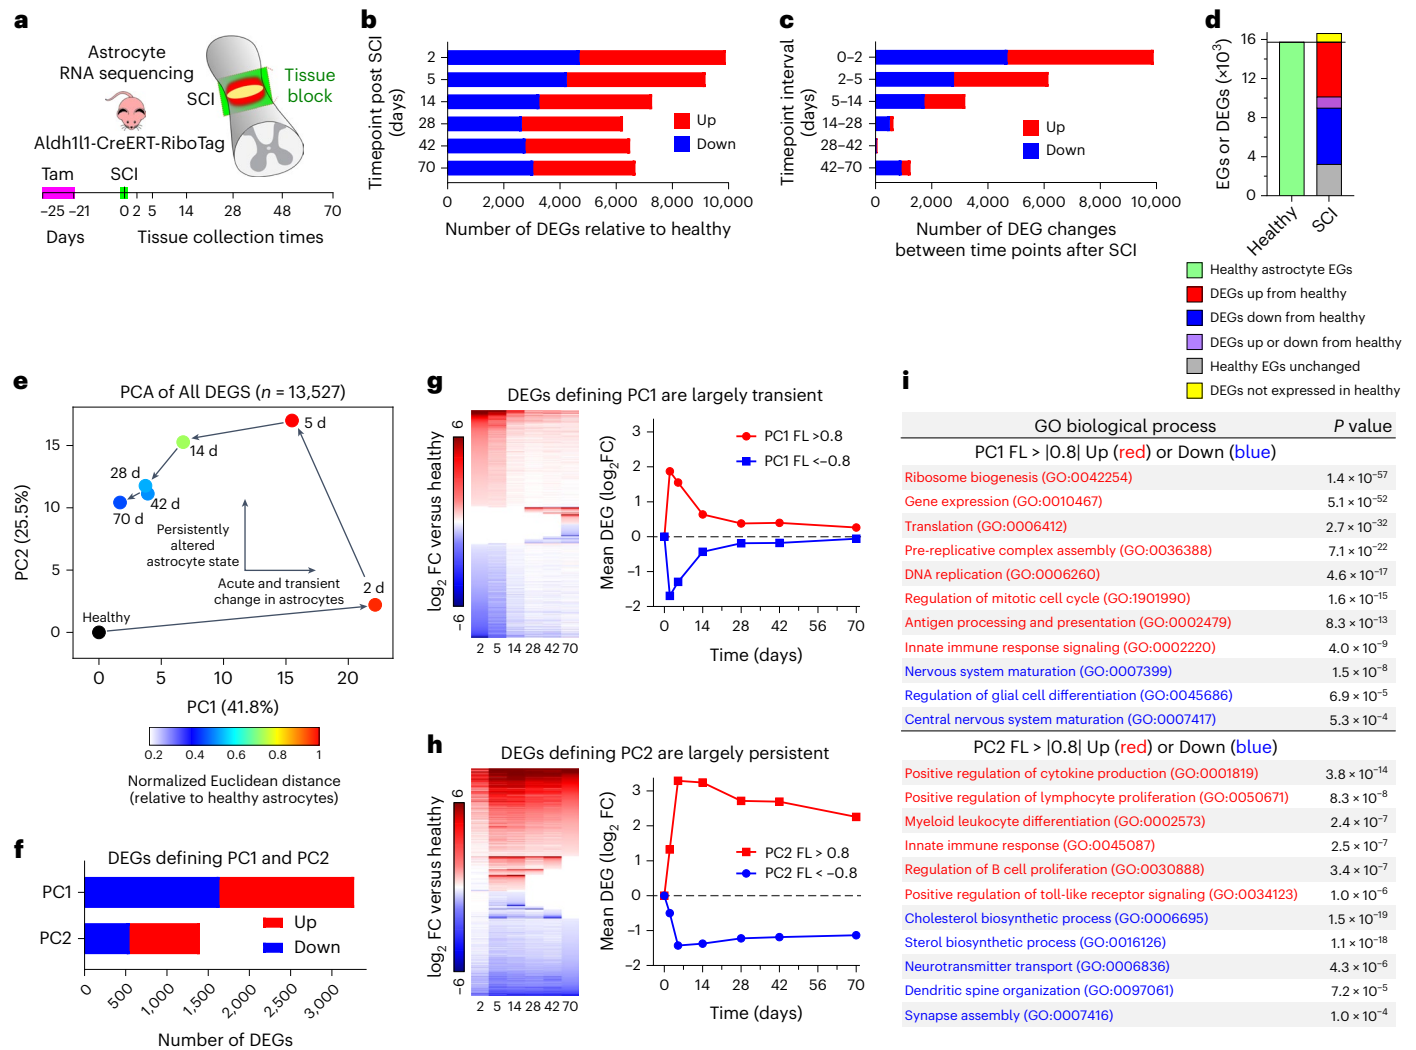 a
Astrocyte
RNA sequencing
SCI
Tissue
block
Aldh1l1-CreERT-RiboTag
Tam
SCI
−25 −21 0 2 5 14 28 48 70
Days
Tissue collection times
b
Timepoint post SCI
(days)
2
5
14
28
42
70
Up
Down
0 2,000 4,000 6,000 8,000 10,000
Number of DEGs relative to healthy
c
Timepoint interval
(days)
0–2
2–5
5–14
14–28
28–42
42–70
Up
Down
0 2,000 4,000 6,000 8,000 10,000
Number of DEG changes
between time points after SCI
d
EGs or DEGs (×10³)
16
12
8
4
0
Healthy
SCI
Healthy astrocyte EGs
DEGs up from healthy
DEGs down from healthy
DEGs up or down from healthy
Healthy EGs unchanged
DEGs not expressed in healthy
e
PCA of All DEGS (n = 13,527)
PC2 (25.5%)
15
10
5
0
5 d
14 d
28 d
42 d
70 d
Persistently
altered
astrocyte state
Acute and transient
change in astrocytes
2 d
Healthy
0 5 10 15 20
PC1 (41.8%)
0.2 0.4 0.6 0.8 1
Normalized Euclidean distance
(relative to healthy astrocytes)
f
DEGs defining PC1 and PC2
PC1
PC2
Up
Down
0 500 1,000 1,500 2,000 2,500 3,000
Number of DEGs
g
DEGs defining PC1 are largely transient
log₂ FC versus healthy
6
−6
2 5 14 28 42 70
Mean DEG (log₂FC)
3
2
1
0
−1
−2
PC1 FL >0.8
PC1 FL <−0.8
0 14 28 42 56 70
Time (days)
h
DEGs defining PC2 are largely persistent
log₂ FC versus healthy
6
−6
2 5 14 28 42 70
Mean DEG (log₂ FC)
3
2
1
0
−1
−2
PC2 FL > 0.8
PC2 FL < −0.8
0 14 28 42 56 70
Time (days)
i
GO biological process P value
PC1 FL > |0.8| Up (red) or Down (blue)
Ribosome biogenesis (GO:0042254) 1.4 × 10⁻⁵⁷
Gene expression (GO:0010467) 5.1 × 10⁻⁵²
Translation (GO:0006412) 2.7 × 10⁻³²
Pre-replicative complex assembly (GO:0036388) 7.1 × 10⁻²²
DNA replication (GO:0006260) 4.6 × 10⁻¹⁷
Regulation of mitotic cell cycle (GO:1901990) 1.6 × 10⁻¹⁵
Antigen processing and presentation (GO:0002479) 8.3 × 10⁻¹³
Innate immune response signaling (GO:0002220) 4.0 × 10⁻⁹
Nervous system maturation (GO:0007399) 1.5 × 10⁻⁸
Regulation of glial cell differentiation (GO:0045686) 6.9 × 10⁻⁵
Central nervous system maturation (GO:0007417) 5.3 × 10⁻⁴
PC2 FL > |0.8| Up (red) or Down (blue)
Positive regulation of cytokine production (GO:0001819) 3.8 × 10⁻¹⁴
Positive regulation of lymphocyte proliferation (GO:0050671) 8.3 × 10⁻⁸
Myeloid leukocyte differentiation (GO:0002573) 2.4 × 10⁻⁷
Innate immune response (GO:0045087) 2.5 × 10⁻⁷
Regulation of B cell proliferation (GO:0030888) 3.4 × 10⁻⁷
Positive regulation of toll-like receptor signaling (GO:0034123) 1.0 × 10⁻⁶
Cholesterol biosynthetic process (GO:0006695) 1.5 × 10⁻¹⁹
Sterol biosynthetic process (GO:0016126) 1.1 × 10⁻¹⁸
Neurotransmitter transport (GO:0006836) 4.3 × 10⁻⁶
Dendritic spine organization (GO:0097061) 7.2 × 10⁻⁵
Synapse assembly (GO:0007416) 1.0 × 10⁻⁴